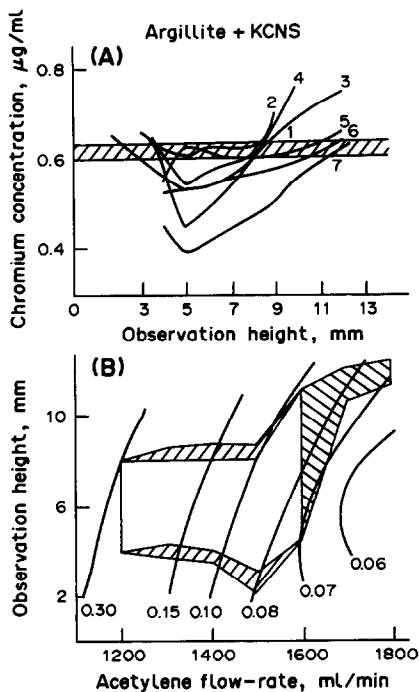 Argillite + KCNS
(A)
Chromium concentration, μg/ml
0.8
0.6
0.4
2 4 3
1 5
6
7
0 3 5 7 9 11 13
Observation height, mm
(B)
Observation height, mm
10
6
2
0.30 0.15 0.10 0.08 0.07 0.06
1200 1400 1600 1800
Acetylene flow-rate, ml/min